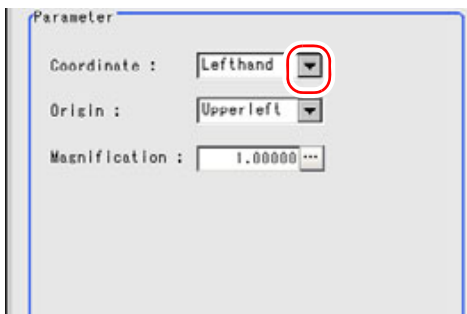 Parameter
Coordinate : Lefthand
Origin : Upperleft
Magnification : 1.00000 ...